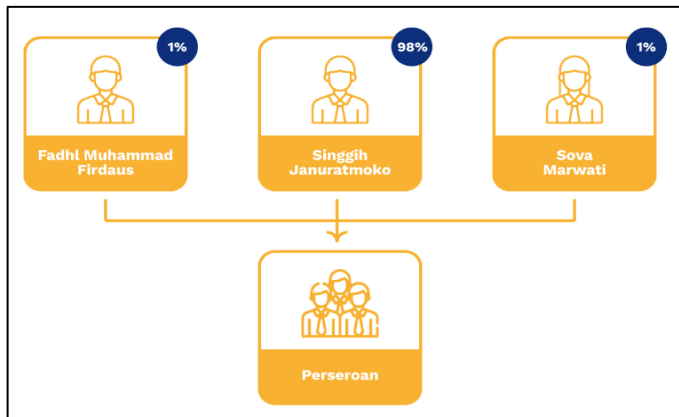 1%
98%
1%
Fadhl Muhammad
Firdaus
Singgih
Januratmoko
Sova
Marwati
Perseroan